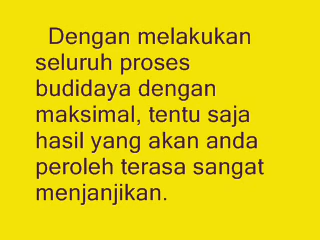 Dengan melakukan
seluruh proses
budidaya dengan
maksimal, tentu saja
hasil yang akan anda
peroleh terasa sangat
menjanjikan.